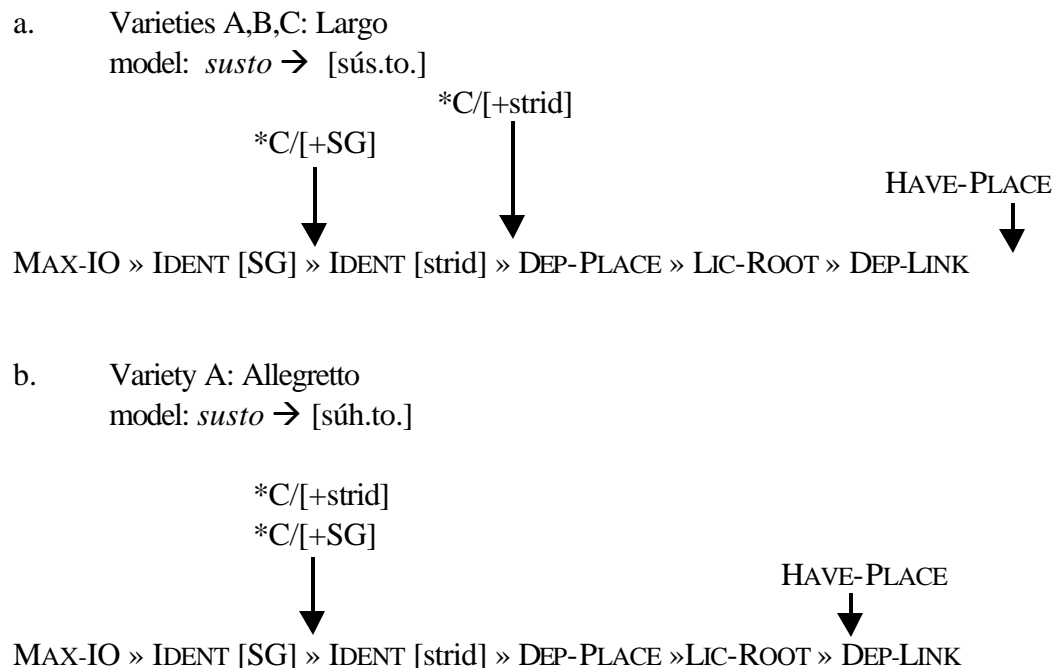 a. Varieties A,B,C: Largo
model: susto → [sús.to.]
*C/[+strid]
*C/[+SG]
HAVE-PLACE
MAX-IO » IDENT [SG] » IDENT [strid] » DEP-PLACE » LIC-ROOT » DEP-LINK
b. Variety A: Allegretto
model: susto → [súh.to.]
*C/[+strid]
*C/[+SG]
HAVE-PLACE
MAX-IO » IDENT [SG] » IDENT [strid] » DEP-PLACE »LIC-ROOT » DEP-LINK